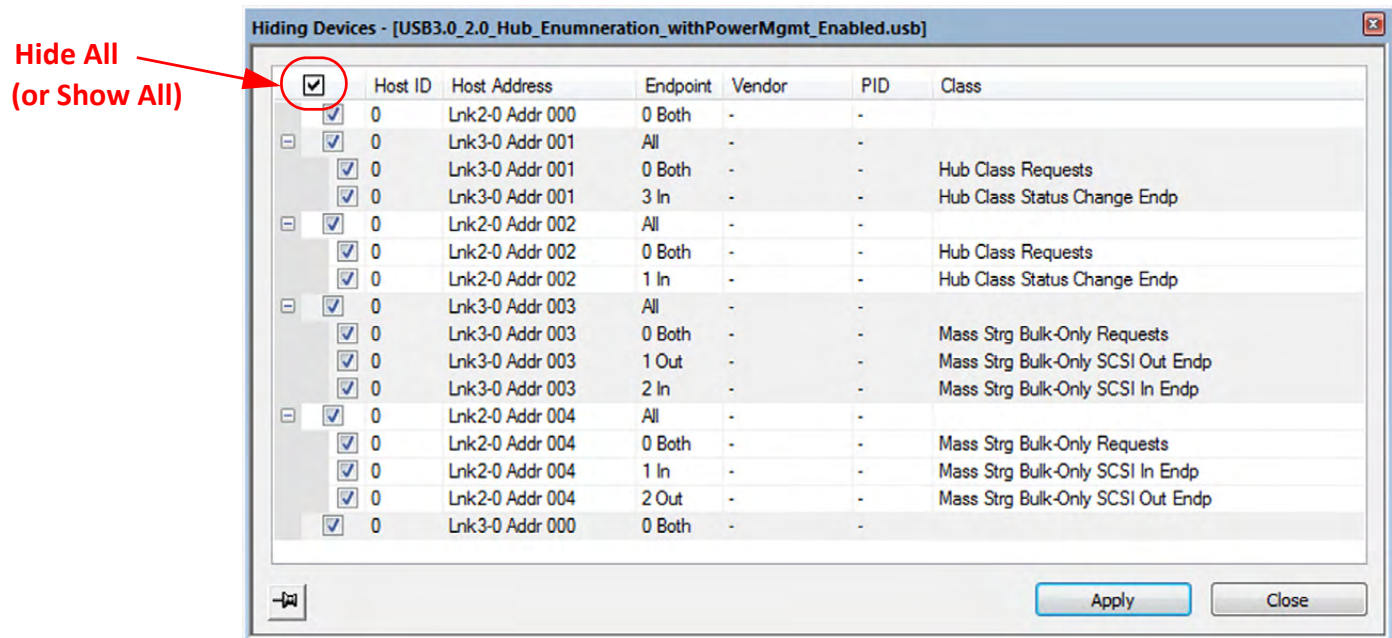 Hiding Devices - [USB3.0_2.0_Hub_Enumneration_withPowerMgmt_Enabled.usb]
Hide All
(or Show All)
Host ID Host Address Endpoint Vendor PID Class
0 Lnk2-0 Addr 000 0 Both - -
0 Lnk3-0 Addr 001 All - -
0 Lnk3-0 Addr 001 0 Both - - Hub Class Requests
0 Lnk3-0 Addr 001 3 In - - Hub Class Status Change Endp
0 Lnk2-0 Addr 002 All - -
0 Lnk2-0 Addr 002 0 Both - - Hub Class Requests
0 Lnk2-0 Addr 002 1 In - - Hub Class Status Change Endp
0 Lnk3-0 Addr 003 All - -
0 Lnk3-0 Addr 003 0 Both - - Mass Strg Bulk-Only Requests
0 Lnk3-0 Addr 003 1 Out - - Mass Strg Bulk-Only SCSI Out Endp
0 Lnk3-0 Addr 003 2 In - - Mass Strg Bulk-Only SCSI In Endp
0 Lnk2-0 Addr 004 All - -
0 Lnk2-0 Addr 004 0 Both - - Mass Strg Bulk-Only Requests
0 Lnk2-0 Addr 004 1 In - - Mass Strg Bulk-Only SCSI In Endp
0 Lnk2-0 Addr 004 2 Out - - Mass Strg Bulk-Only SCSI Out Endp
0 Lnk3-0 Addr 000 0 Both - -
Apply Close